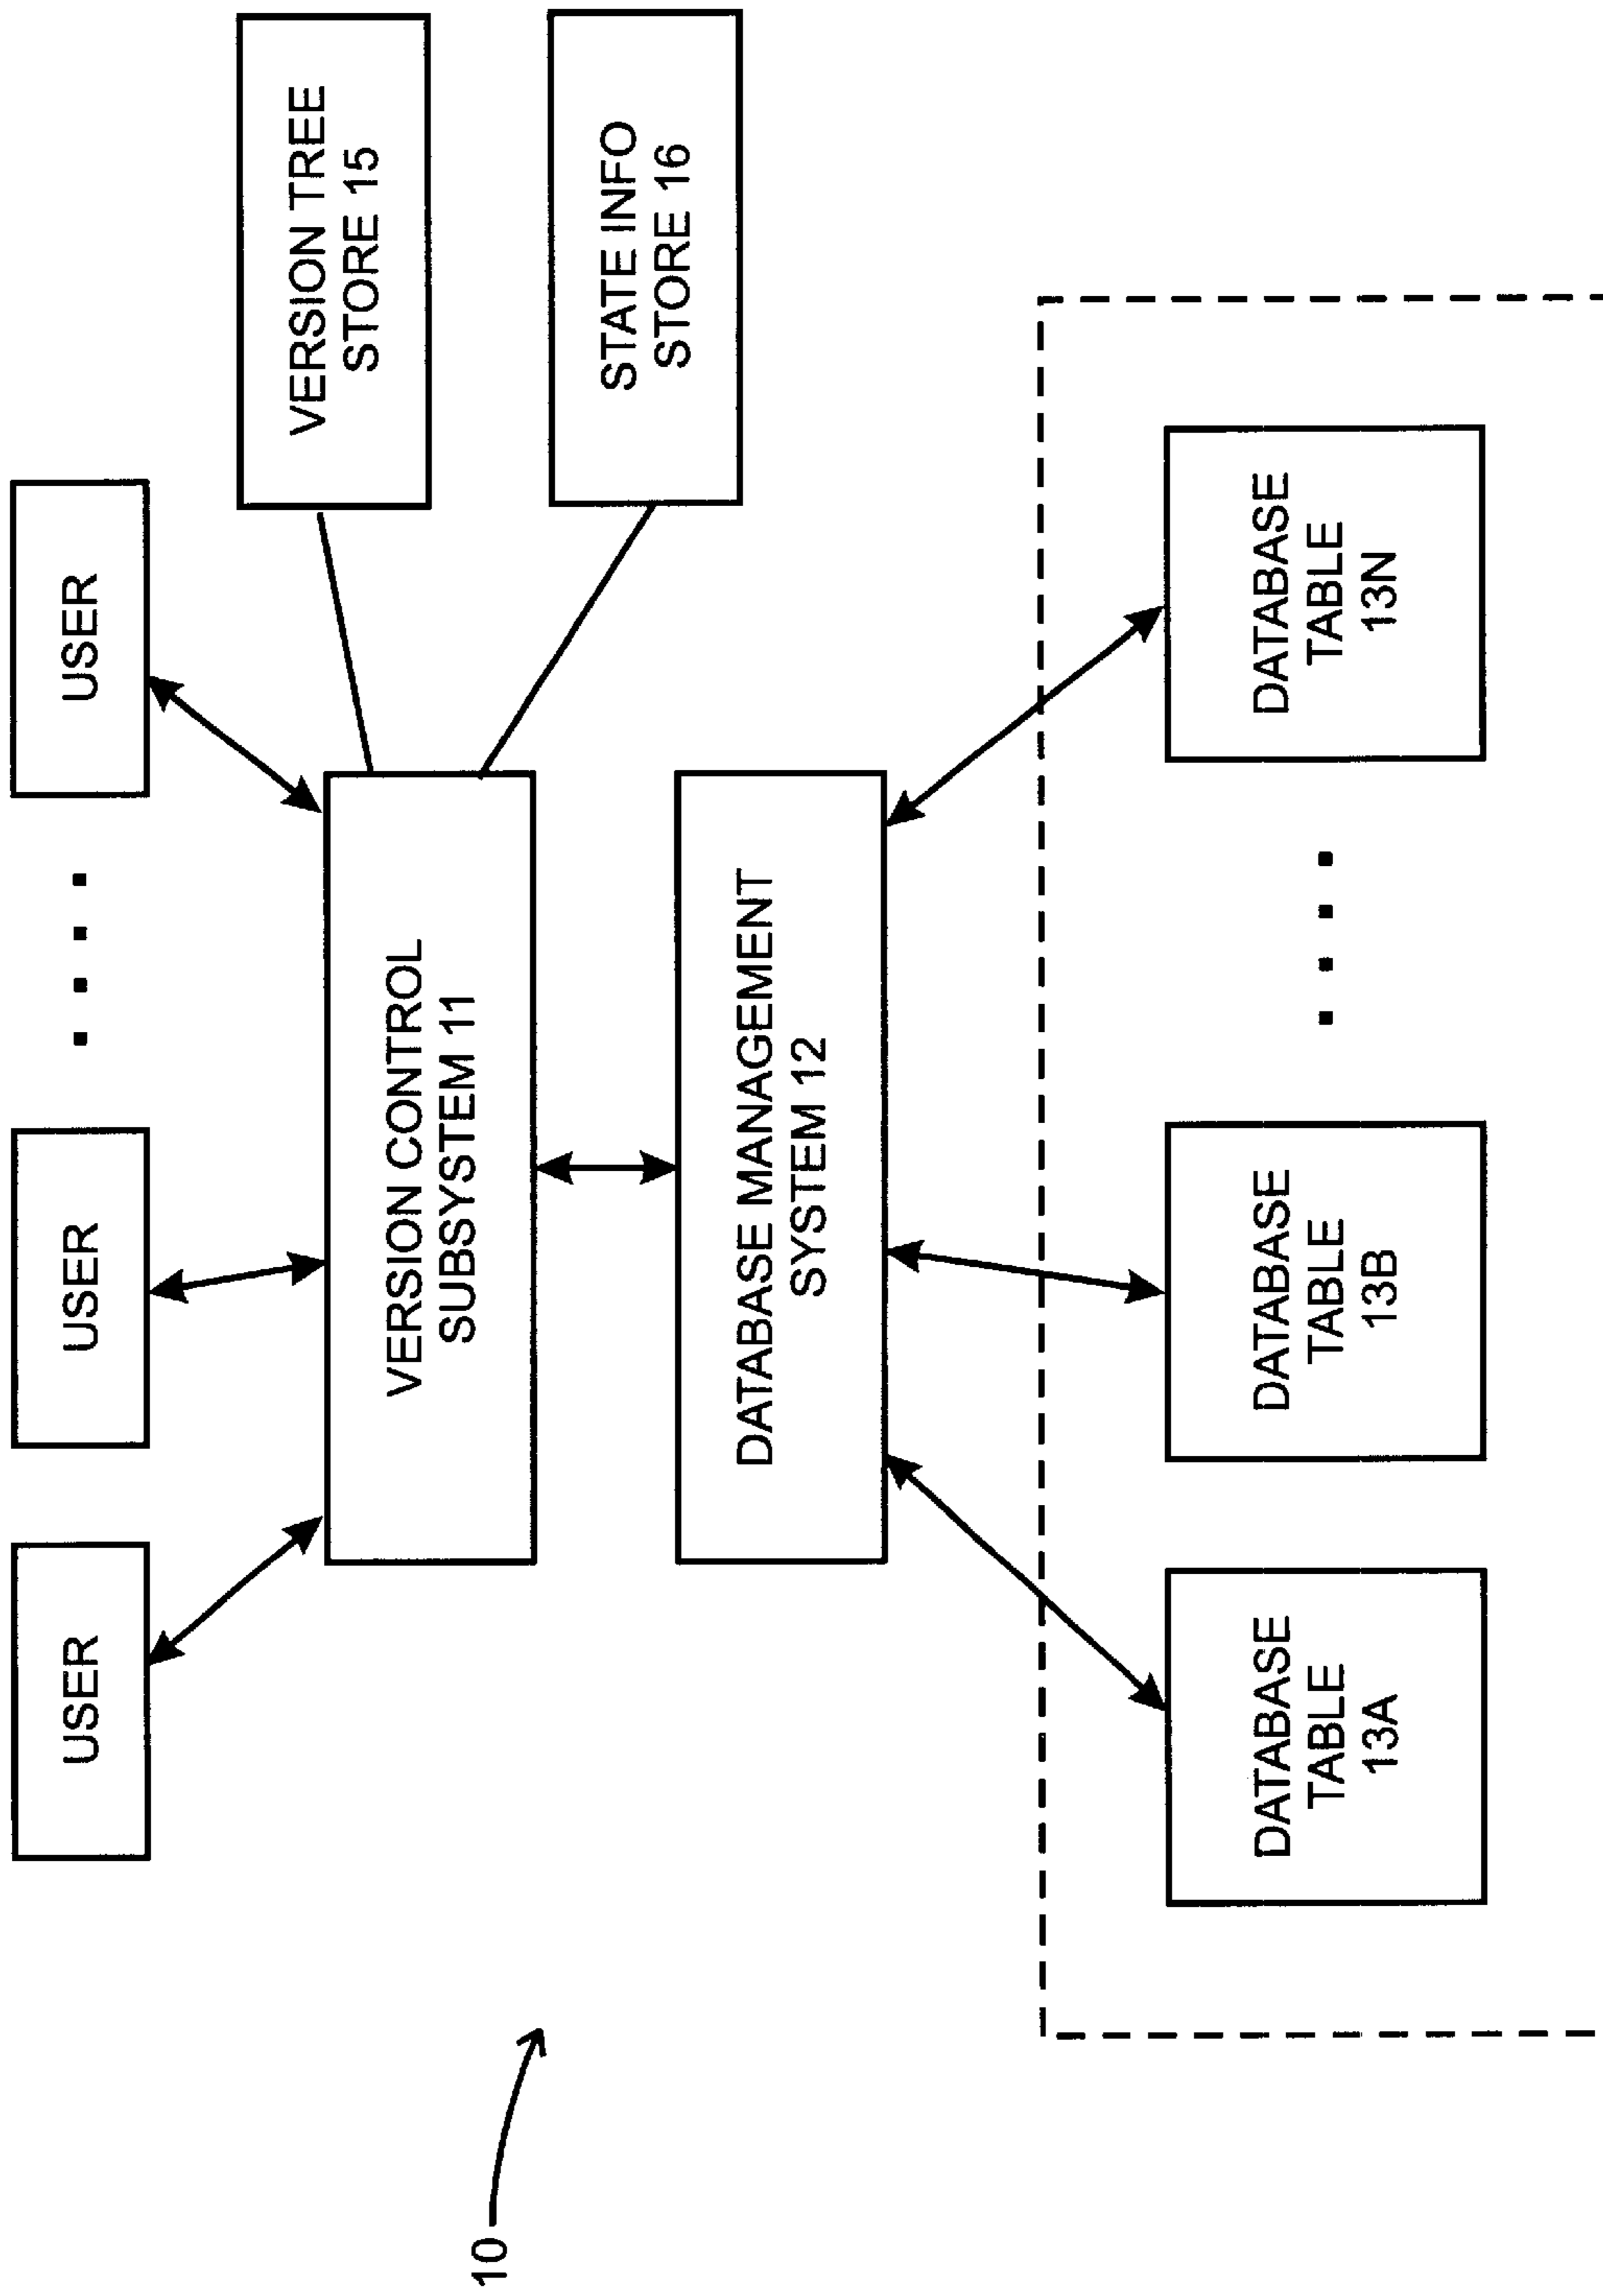 USER
USER
USER
VERSION CONTROL
SUBSYSTEM 11
VERSION TREE
STORE 15
STATE INFO
STORE 16
DATABASE MANAGEMENT
SYSTEM 12
DATABASE
TABLE
13A
DATABASE
TABLE
13B
DATABASE
TABLE
13N
10